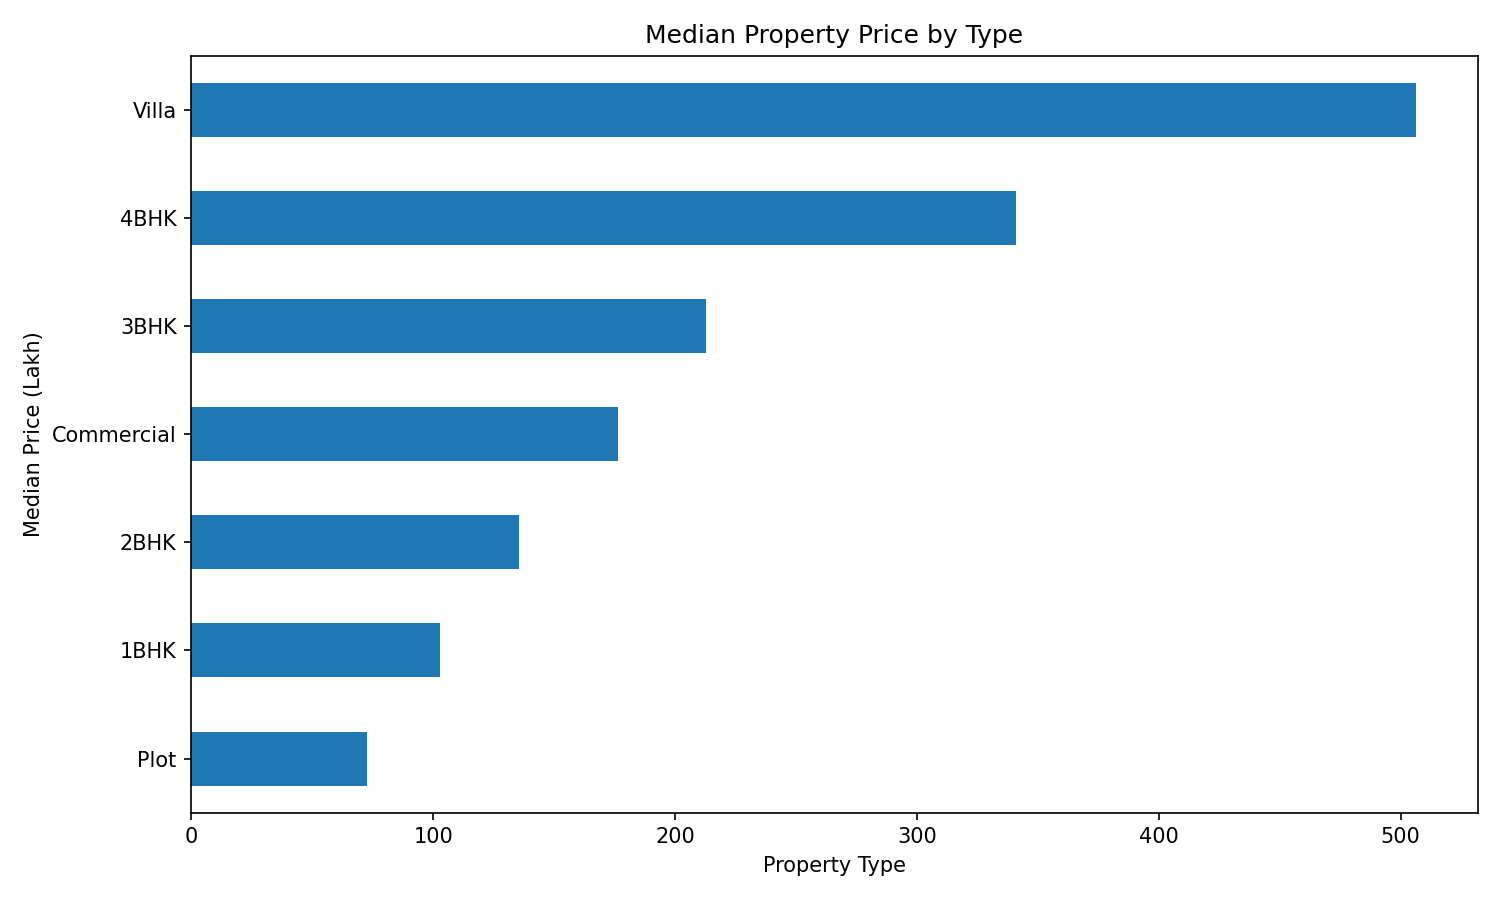 Median Property Price by Type
Median Price (Lakh)
Villa
4BHK
3BHK
Commercial
2BHK
1BHK
Plot
0 100 200 300 400 500
Property Type